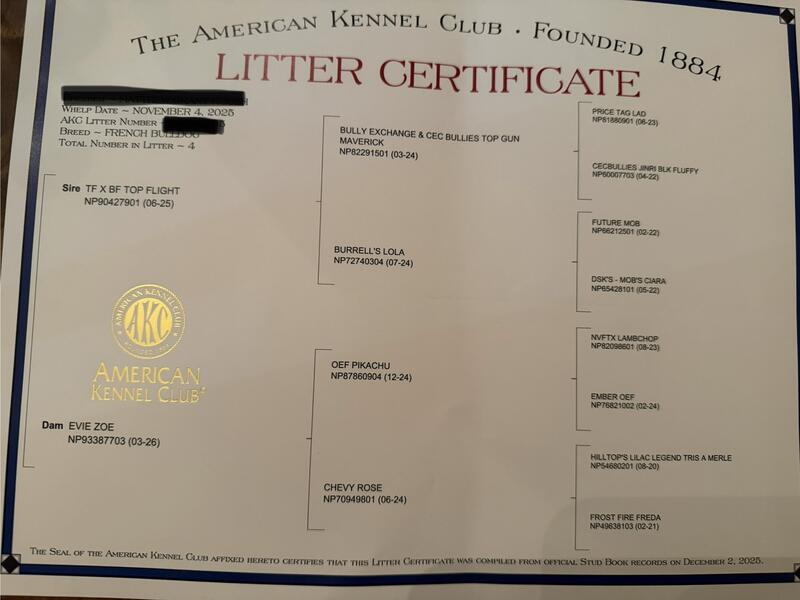 THE AMERICAN KENNEL CLUB · FOUNDED 1884
LITTER CERTIFICATE
WHELP DATE ~ NOVEMBER 4, 2025
AKC LITTER NUMBER
BREED ~ FRENCH BULLDOG
TOTAL NUMBER IN LITTER ~ 4
Sire TF X BF TOP FLIGHT
NP90427901 (06-25)
BULLY EXCHANGE & CEC BULLIES TOP GUN
MAVERICK
NP82291501 (03-24)
BURRELL'S LOLA
NP72740304 (07-24)
PRICE TAG LAD
NP81880901 (06-23)
CECBULLIES JINRI BLK FLUFFY
NP60007703 (04-22)
FUTURE MOB
NP66212501 (02-22)
DSK'S - MOB'S CIARA
NP65428101 (05-22)
AMERICAN KENNEL CLUB
AKC
FOUNDED 1884
AMERICAN
KENNEL CLUB®
Dam EVIE ZOE
NP93387703 (03-26)
OEF PIKACHU
NP87860904 (12-24)
CHEVY ROSE
NP70949801 (06-24)
NVFTX LAMBCHOP
NP82098601 (08-23)
EMBER OEF
NP76821002 (02-24)
HILLTOP'S LILAC LEGEND TRIS A MERLE
NP54680201 (08-20)
FROST FIRE FREDA
NP49638103 (02-21)
THE SEAL OF THE AMERICAN KENNEL CLUB AFFIXED HERETO CERTIFIES THAT THIS LITTER CERTIFICATE WAS COMPILED FROM OFFICIAL STUD BOOK RECORDS ON DECEMBER 2, 2025.